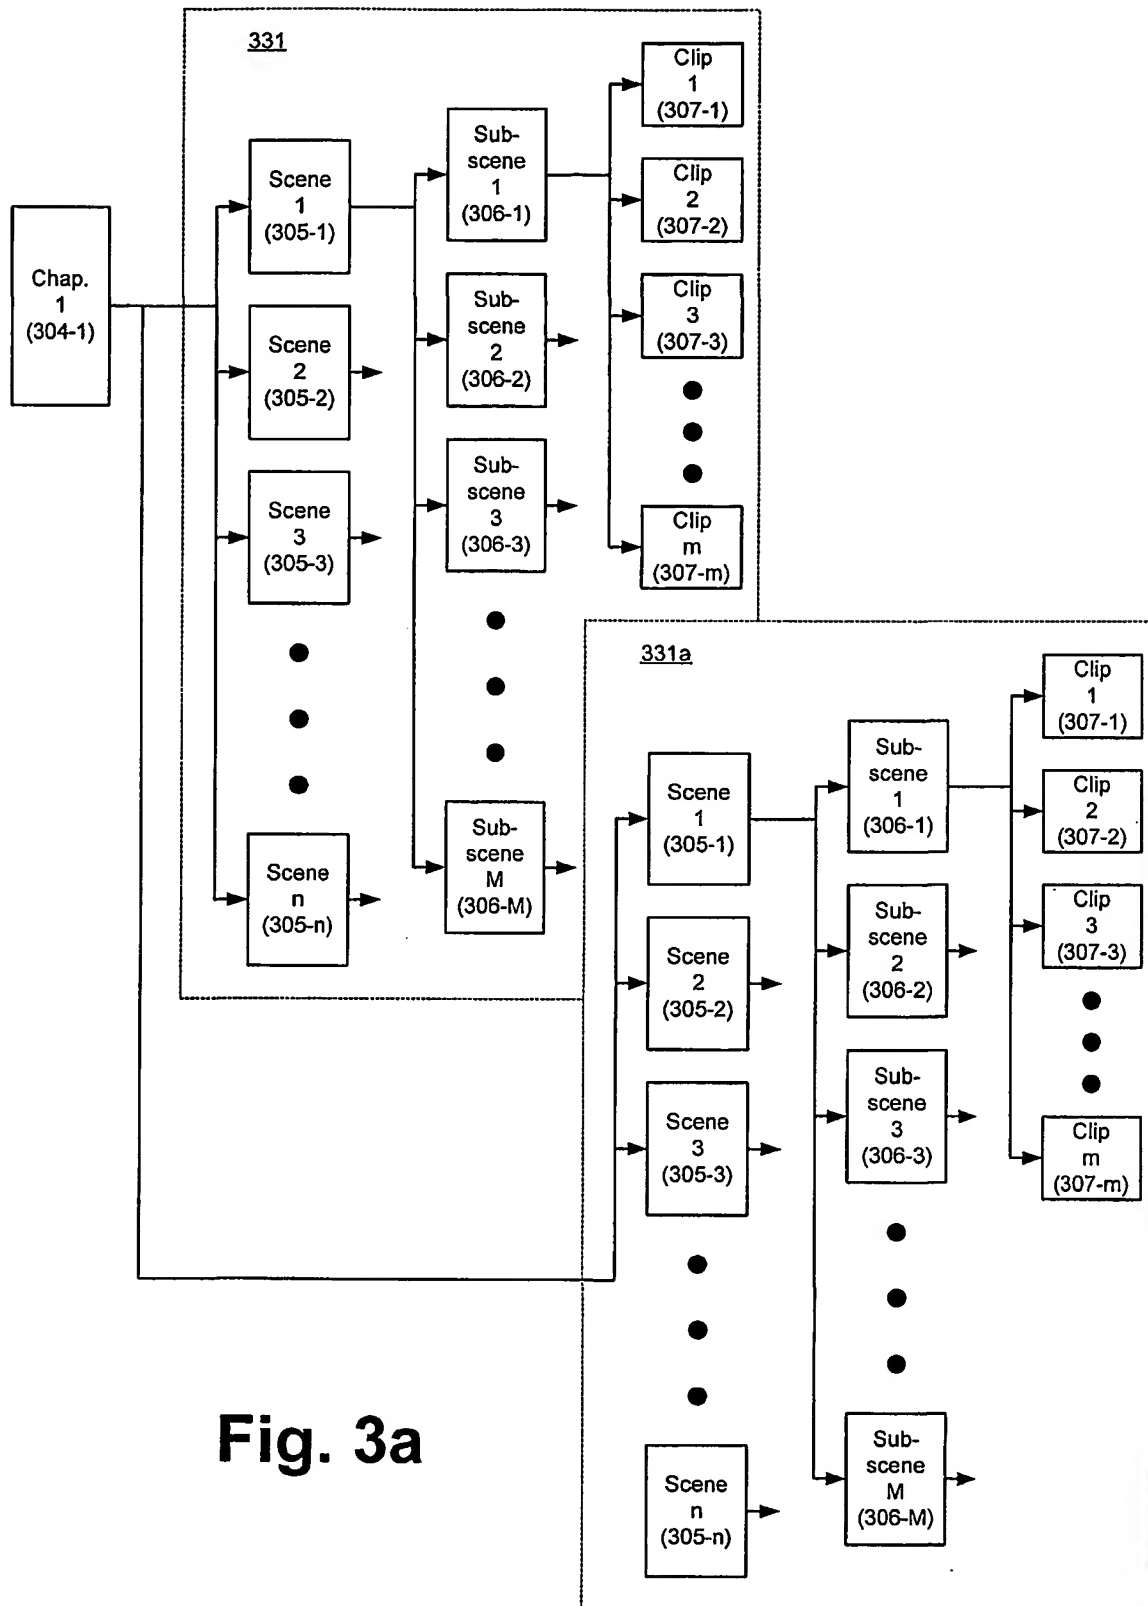 331
Chap.
1
(304-1)
Scene
1
(305-1)
Scene
2
(305-2)
Scene
3
(305-3)
Scene
n
(305-n)
Sub-
scene
1
(306-1)
Sub-
scene
2
(306-2)
Sub-
scene
3
(306-3)
Sub-
scene
M
(306-M)
Clip
1
(307-1)
Clip
2
(307-2)
Clip
3
(307-3)
Clip
m
(307-m)
331a
Scene
1
(305-1)
Scene
2
(305-2)
Scene
3
(305-3)
Scene
n
(305-n)
Sub-
scene
1
(306-1)
Sub-
scene
2
(306-2)
Sub-
scene
3
(306-3)
Sub-
scene
M
(306-M)
Clip
1
(307-1)
Clip
2
(307-2)
Clip
3
(307-3)
Clip
m
(307-m)
Fig. 3a